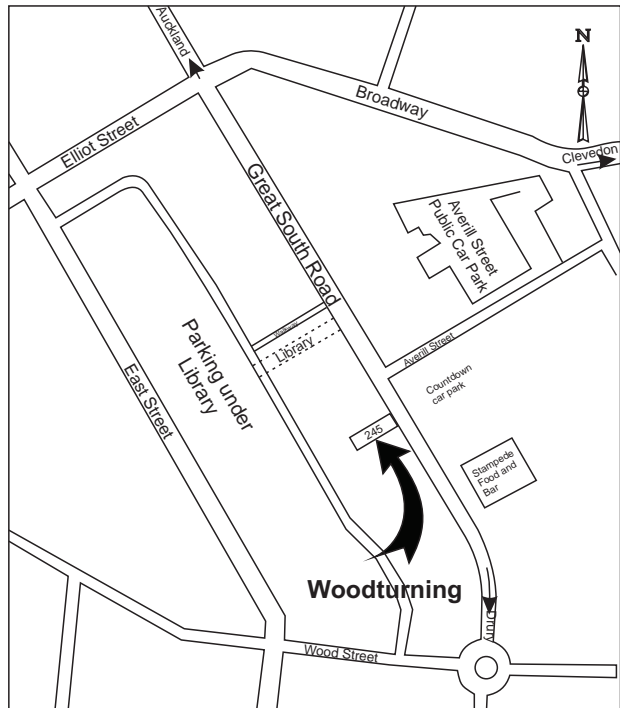 Auckland
N
Elliot Street
Broadway
Clevedon
Great South Road
Averill Street
Public Car Park
Walkway
Library
Parking under
Library
East Street
Averill Street
Countdown
car park
245
Stampede
Food and
Bar
Woodturning
Wood Street